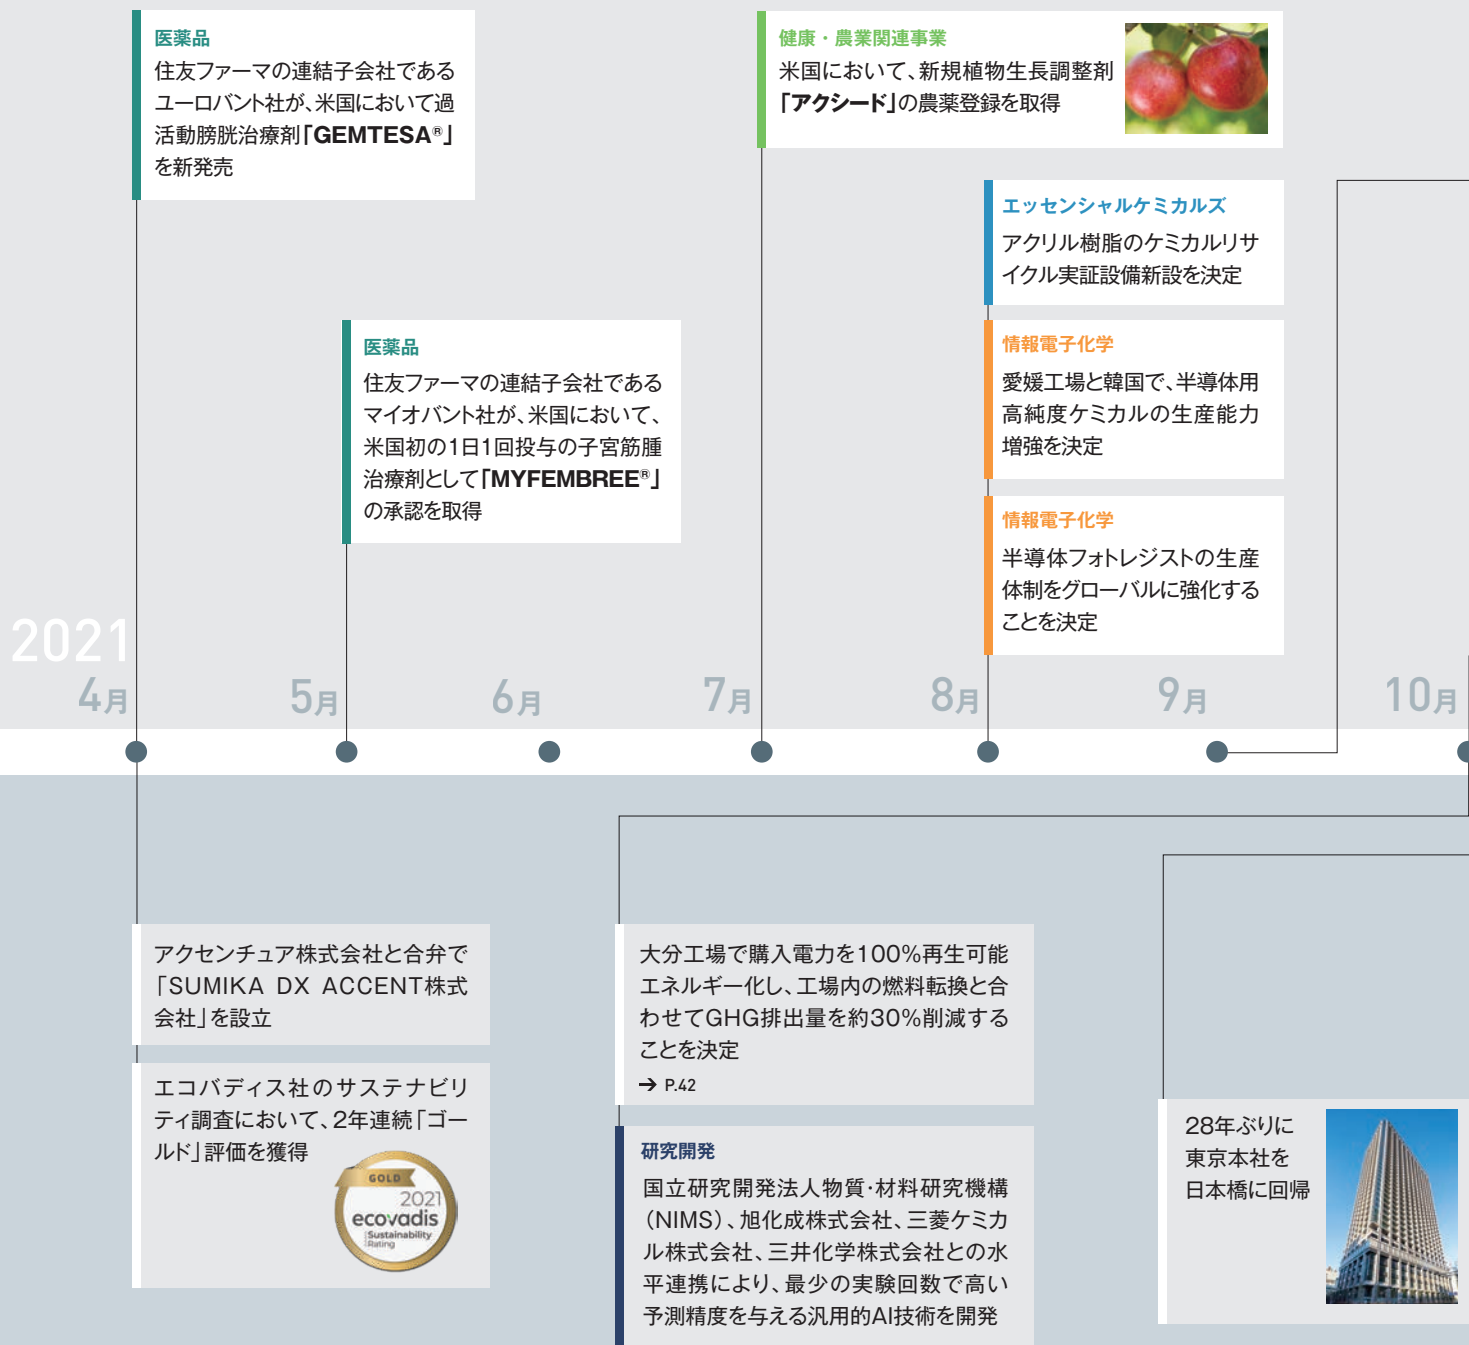 医薬品
住友ファーマの連結子会社である
ユーロバント社が、米国において過
活動膀胱治療剤「GEMTESA®」
を新発売
健康・農業関連事業
米国において、新規植物生長調整剤
「アクシード」の農薬登録を取得
エッセンシャルケミカルズ
アクリル樹脂のケミカルリサ
イクル実証設備新設を決定
医薬品
住友ファーマの連結子会社である
マイオバント社が、米国において、
米国初の1日1回投与の子宮筋腫
治療剤として「MYFEMBREE®」
の承認を取得
情報電子化学
愛媛工場と韓国で、半導体用
高純度ケミカルの生産能力
増強を決定
情報電子化学
半導体フォトレジストの生産
体制をグローバルに強化する
ことを決定
2021
4月 5月 6月 7月 8月 9月 10月
アクセンチュア株式会社と合弁で
「SUMIKA DX ACCENT株式
会社」を設立
エコバディス社のサステナビリ
ティ調査において、2年連続「ゴー
ルド」評価を獲得
GOLD
2021
ecovadis
Sustainability
Rating
大分工場で購入電力を100%再生可能
エネルギー化し、工場内の燃料転換と合
わせてGHG排出量を約30%削減する
ことを決定
→ P.42
研究開発
国立研究開発法人物質・材料研究機構
（NIMS）、旭化成株式会社、三菱ケミカ
ル株式会社、三井化学株式会社との水
平連携により、最少の実験回数で高い
予測精度を与える汎用的AI技術を開発
28年ぶりに
東京本社を
日本橋に回帰